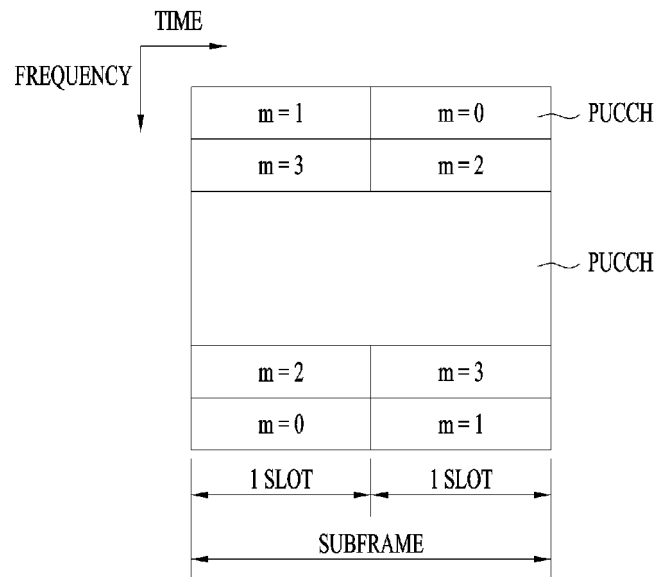 TIME
FREQUENCY
m = 1 m = 0 PUCCH
m = 3 m = 2
PUCCH
m = 2 m = 3
m = 0 m = 1
1 SLOT 1 SLOT
SUBFRAME